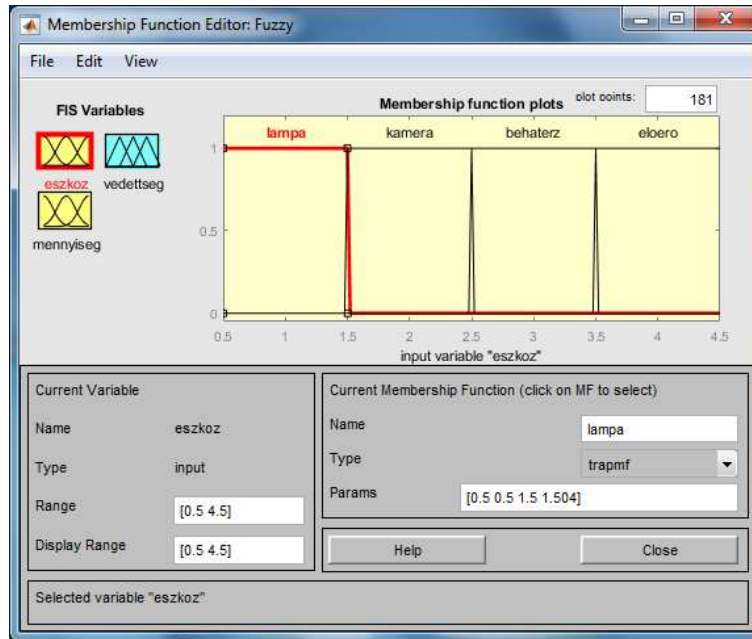 Membership Function Editor: Fuzzy
File Edit View
FIS Variables
eszkoz vedettseg
mennyiseg
Membership function plots plot points: 181
lampa kamera behaterz eloero
1
0.5
0
0.5 1 1.5 2 2.5 3 3.5 4 4.5
input variable "eszkoz"
Current Variable
Name eszkoz
Type input
Range [0.5 4.5]
Display Range [0.5 4.5]
Current Membership Function (click on MF to select)
Name lampa
Type trapmf
Params [0.5 0.5 1.5 1.504]
Help Close
Selected variable "eszkoz"